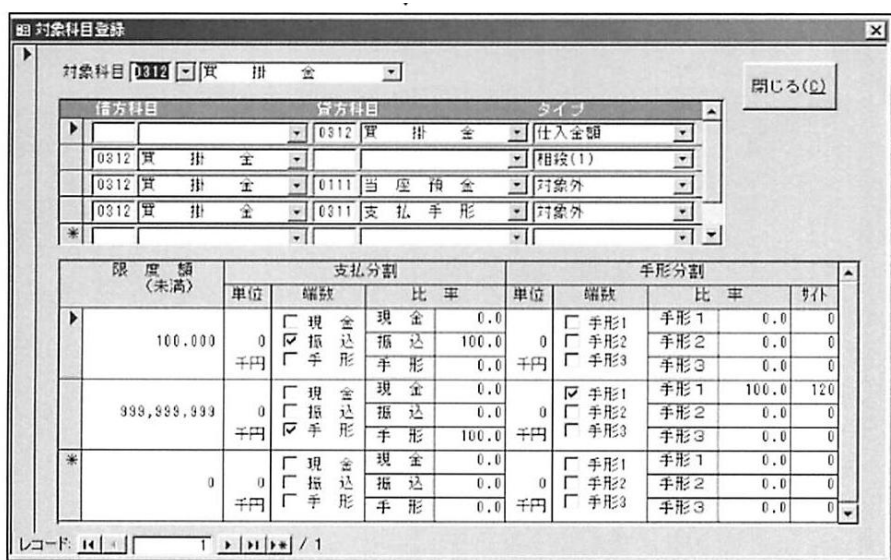 対象科目登録
対象科目 0312 買 掛 金
閉じる(C)
借方科目 貸方科目 タイプ
0312 買 掛 金 仕入金額
0312 買 掛 金 相殺(1)
0312 買 掛 金 0111 当 座 預 金 対象外
0312 買 掛 金 0311 支 払 手 形 対象外
限 度 額 (未満) 支払分割 手形分割
単位 端数 比 率 単位 端数 比 率 サイト
100,000 0 千円 現 金 現 金 0.0 0 千円 手形1 手形1 0.0 0
振 込 振 込 100.0 手形2 手形2 0.0 0
手 形 手 形 0.0 手形3 手形3 0.0 0
999,999,999 0 千円 現 金 現 金 0.0 0 千円 手形1 手形1 100.0 120
振 込 振 込 0.0 手形2 手形2 0.0 0
手 形 手 形 100.0 手形3 手形3 0.0 0
0 0 千円 現 金 現 金 0.0 0 千円 手形1 手形1 0.0 0
振 込 振 込 0.0 手形2 手形2 0.0 0
手 形 手 形 0.0 手形3 手形3 0.0 0
レコード: 1 / 1